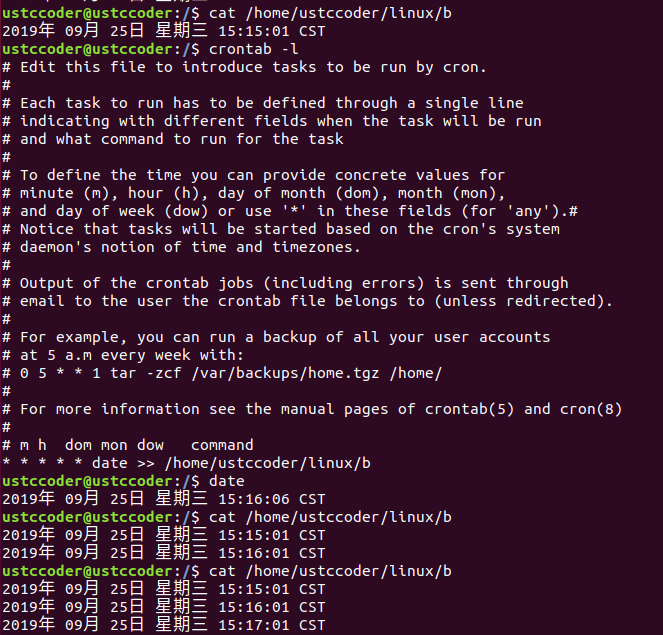 ustccoder@ustccoder:/$ cat /home/ustccoder/linux/b
2019年 09月 25日 星期三 15:15:01 CST
ustccoder@ustccoder:/$ crontab -l
# Edit this file to introduce tasks to be run by cron.
#
# Each task to run has to be defined through a single line
# indicating with different fields when the task will be run
# and what command to run for the task
#
# To define the time you can provide concrete values for
# minute (m), hour (h), day of month (dom), month (mon),
# and day of week (dow) or use '*' in these fields (for 'any').#
# Notice that tasks will be started based on the cron's system
# daemon's notion of time and timezones.
#
# Output of the crontab jobs (including errors) is sent through
# email to the user the crontab file belongs to (unless redirected).
#
# For example, you can run a backup of all your user accounts
# at 5 a.m every week with:
# 0 5 * * 1 tar -zcf /var/backups/home.tgz /home/
#
# For more information see the manual pages of crontab(5) and cron(8)
#
# m h  dom mon dow   command
* * * * * date >> /home/ustccoder/linux/b
ustccoder@ustccoder:/$ date
2019年 09月 25日 星期三 15:16:06 CST
ustccoder@ustccoder:/$ cat /home/ustccoder/linux/b
2019年 09月 25日 星期三 15:15:01 CST
2019年 09月 25日 星期三 15:16:01 CST
ustccoder@ustccoder:/$ cat /home/ustccoder/linux/b
2019年 09月 25日 星期三 15:15:01 CST
2019年 09月 25日 星期三 15:16:01 CST
2019年 09月 25日 星期三 15:17:01 CST